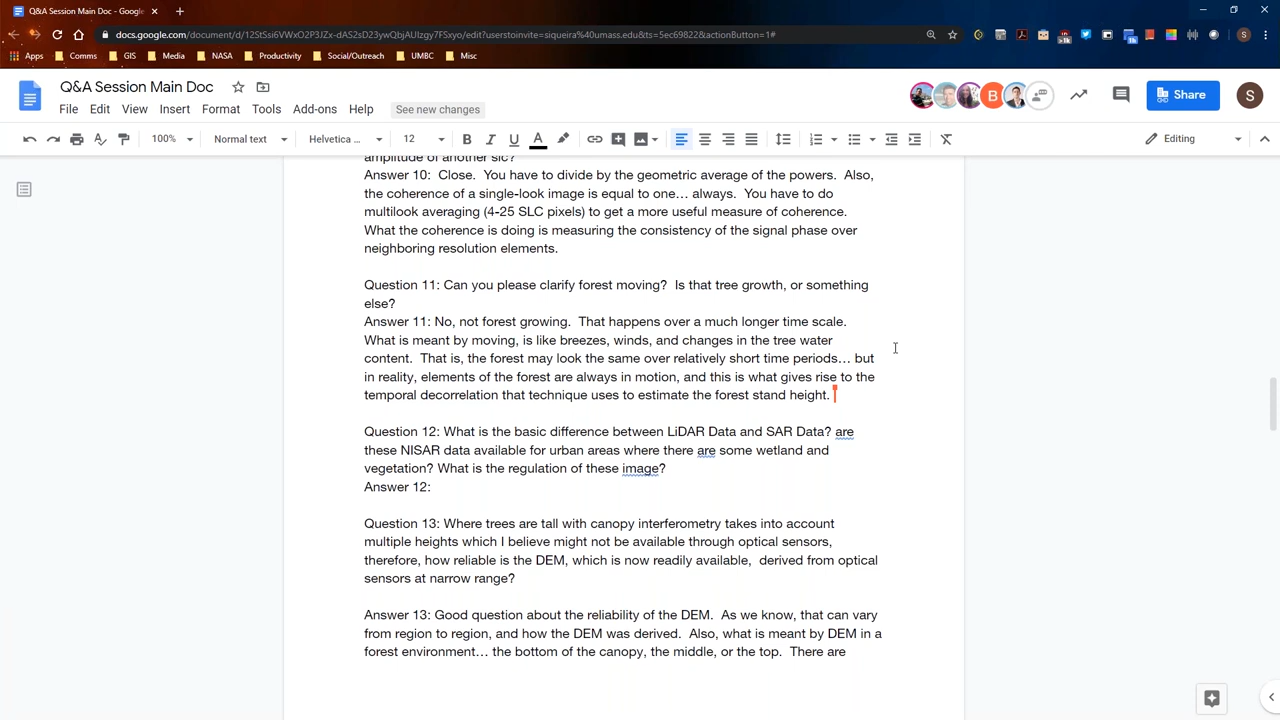 Q&A Session Main Doc - Google
docs.google.com/document/d/12StSsi6VWxO2P3JZx-dAS2sD23ywQbjAUIzgy7FSxyo/edit?userstoinvite=siqueira%40umass.edu&ts=5ec69822&actionButton=1#
Apps Comms GIS Media NASA Productivity Social/Outreach UMBC Misc
Q&A Session Main Doc
File Edit View Insert Format Tools Add-ons Help See new changes
Share
S
100% Normal text Helvetica ... 12 Editing
amplitude of another slc?
Answer 10: Close. You have to divide by the geometric average of the powers. Also,
the coherence of a single-look image is equal to one… always. You have to do
multilook averaging (4-25 SLC pixels) to get a more useful measure of coherence.
What the coherence is doing is measuring the consistency of the signal phase over
neighboring resolution elements.
Question 11: Can you please clarify forest moving? Is that tree growth, or something
else?
Answer 11: No, not forest growing. That happens over a much longer time scale.
What is meant by moving, is like breezes, winds, and changes in the tree water
content. That is, the forest may look the same over relatively short time periods… but
in reality, elements of the forest are always in motion, and this is what gives rise to the
temporal decorrelation that technique uses to estimate the forest stand height.
Question 12: What is the basic difference between LiDAR Data and SAR Data? are
these NISAR data available for urban areas where there are some wetland and
vegetation? What is the regulation of these image?
Answer 12:
Question 13: Where trees are tall with canopy interferometry takes into account
multiple heights which I believe might not be available through optical sensors,
therefore, how reliable is the DEM, which is now readily available, derived from optical
sensors at narrow range?
Answer 13: Good question about the reliability of the DEM. As we know, that can vary
from region to region, and how the DEM was derived. Also, what is meant by DEM in a
forest environment… the bottom of the canopy, the middle, or the top. There are